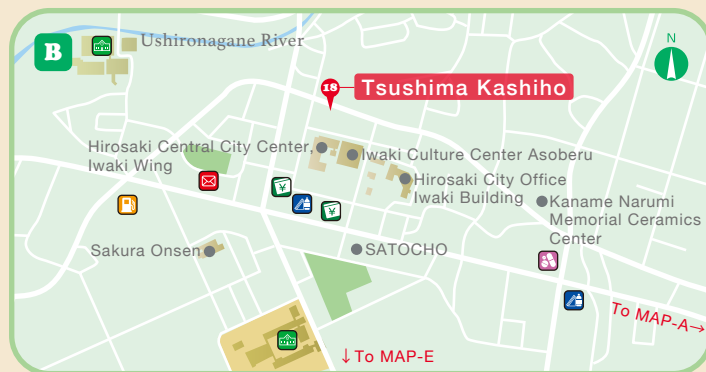 B
Ushironagane River
N
18
Tsushima Kashiho
Hirosaki Central City Center,
Iwaki Wing
Iwaki Culture Center Asoberu
Hirosaki City Office
Iwaki Building
¥
¥
Kaname Narumi
Memorial Ceramics
Center
Sakura Onsen
SATOCHO
To MAP-A→
↓To MAP-E